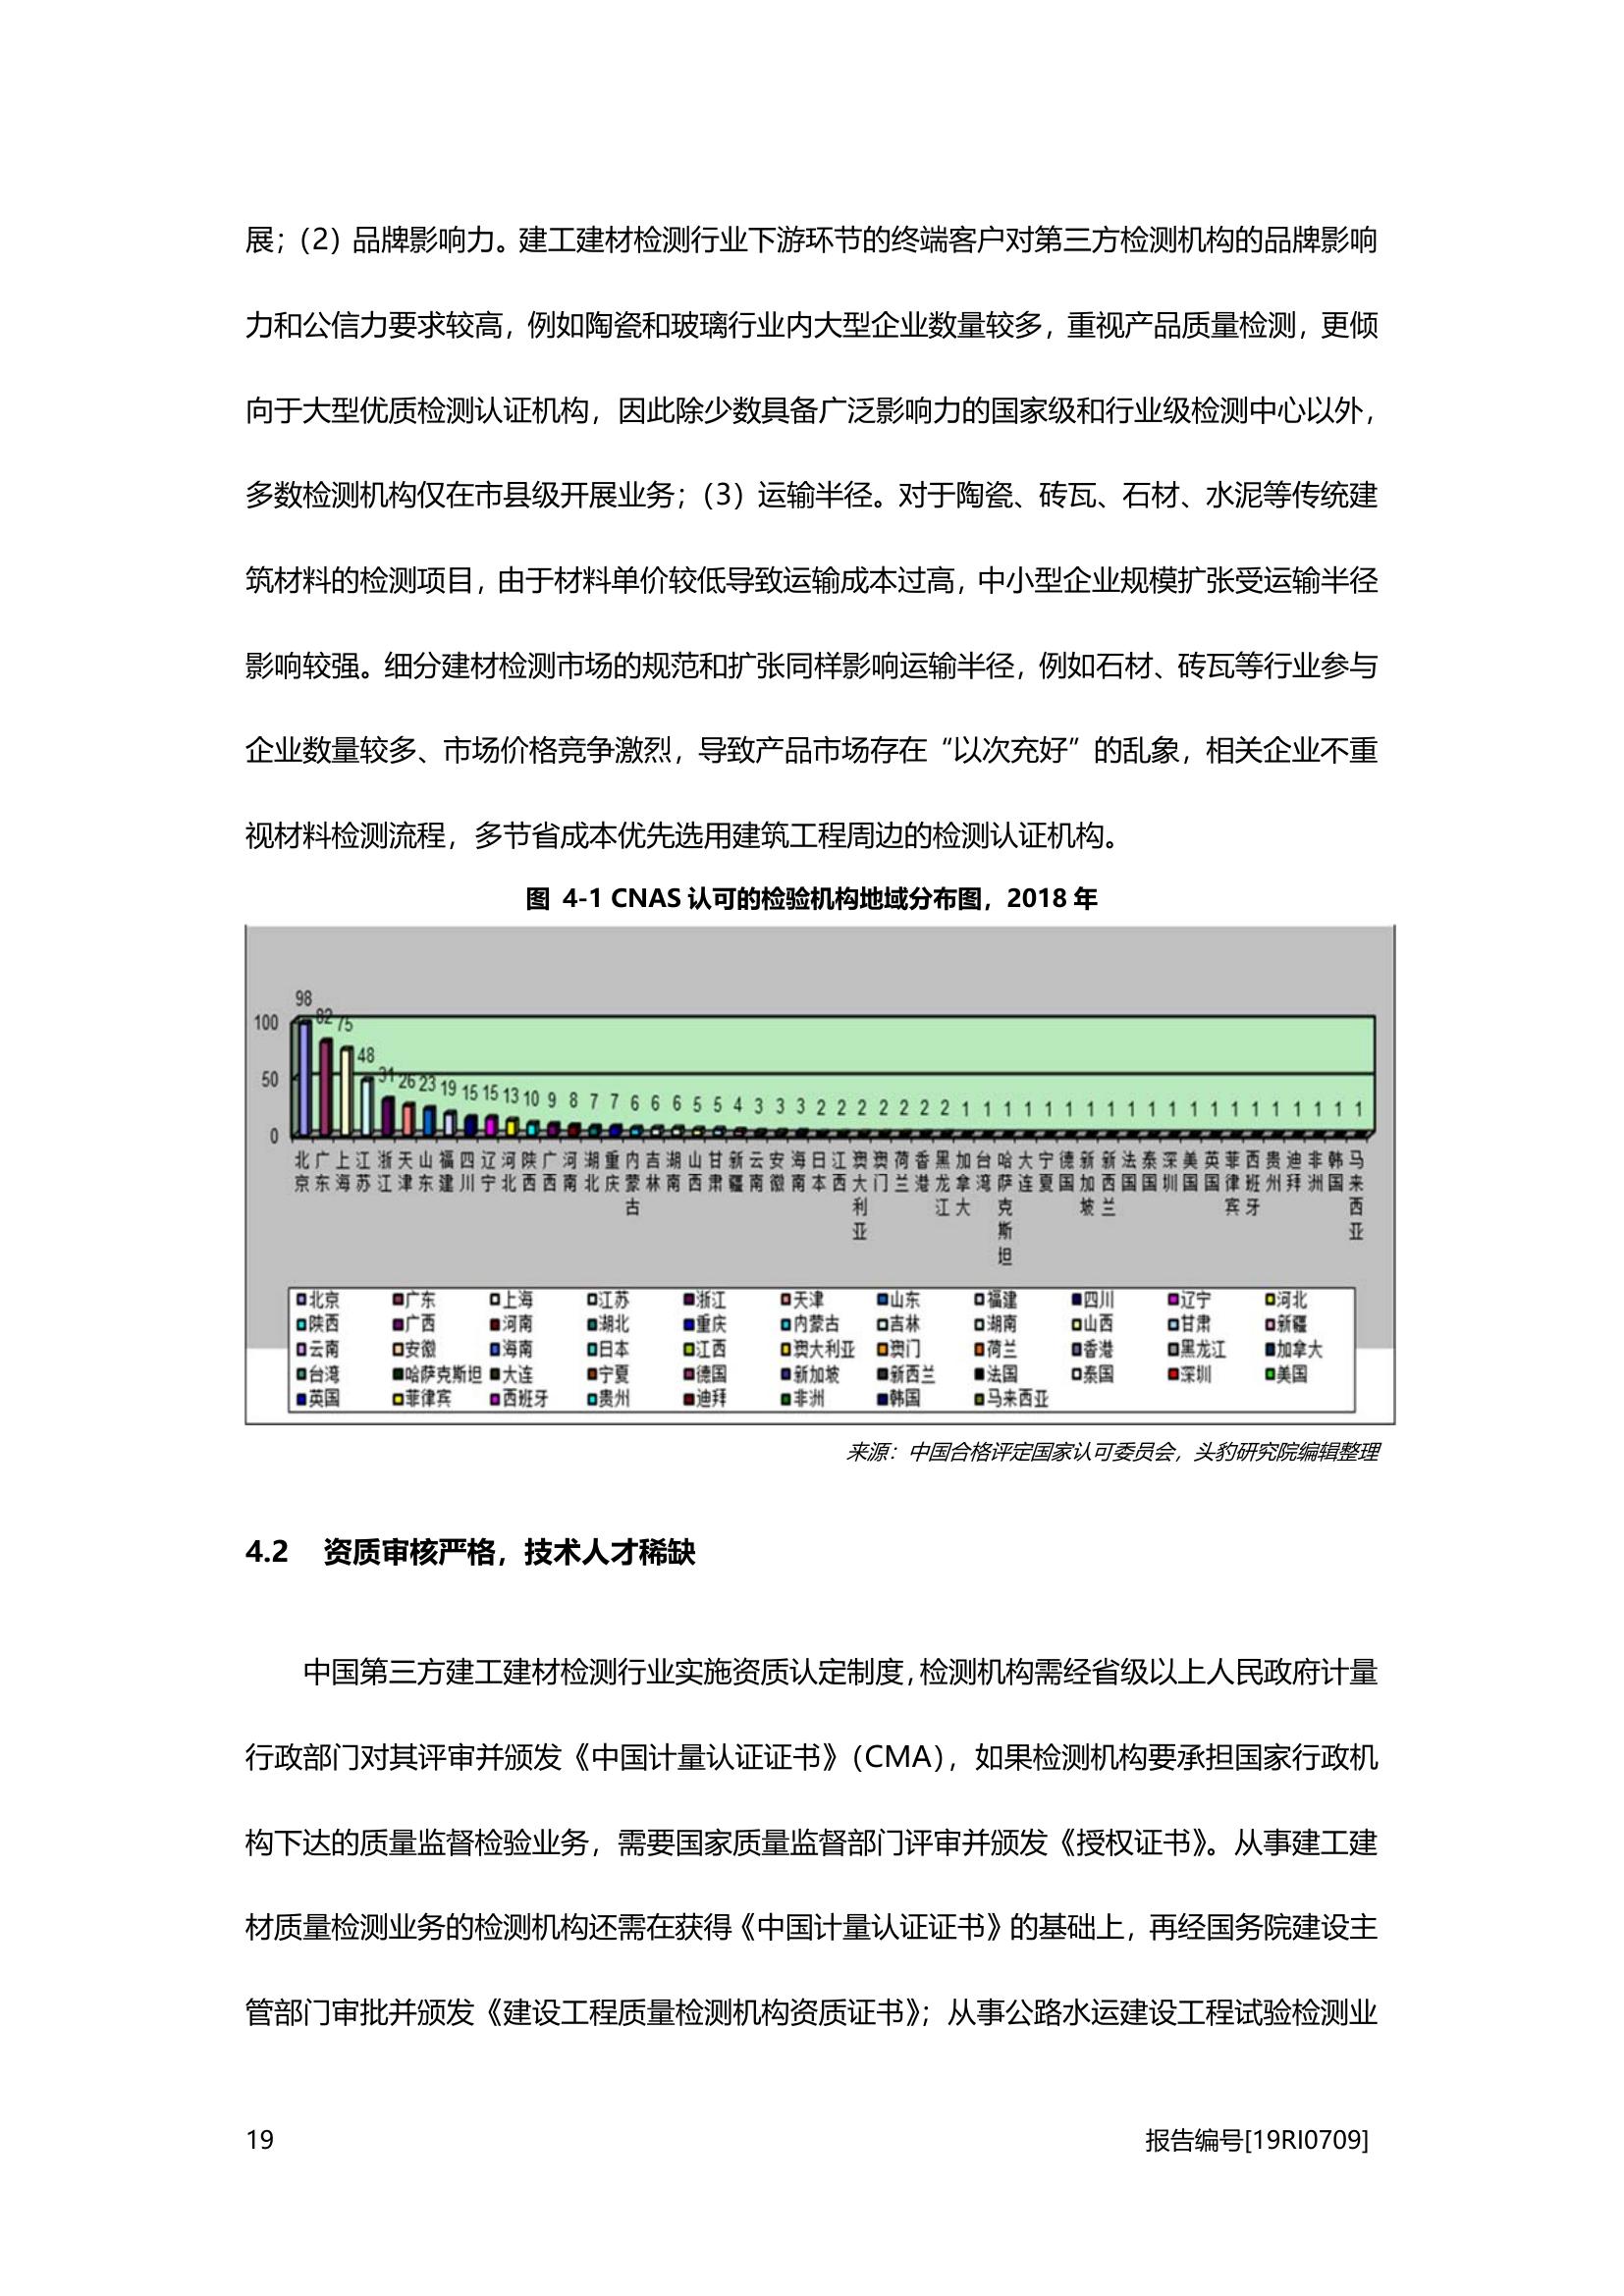 展；（2）品牌影响力。建工建材检测行业下游环节的终端客户对第三方检测机构的品牌影响
力和公信力要求较高，例如陶瓷和玻璃行业内大型企业数量较多，重视产品质量检测，更倾
向于大型优质检测认证机构，因此除少数具备广泛影响力的国家级和行业级检测中心以外，
多数检测机构仅在市县级开展业务；（3）运输半径。对于陶瓷、砖瓦、石材、水泥等传统建
筑材料的检测项目，由于材料单价较低导致运输成本过高，中小型企业规模扩张受运输半径
影响较强。细分建材检测市场的规范和扩张同样影响运输半径，例如石材、砖瓦等行业参与
企业数量较多、市场价格竞争激烈，导致产品市场存在“以次充好”的乱象，相关企业不重
视材料检测流程，多节省成本优先选用建筑工程周边的检测认证机构。
图 4-1 CNAS 认可的检验机构地域分布图，2018 年
100
50
0
98 82 75 48 31 26 23 19 15 15 13 10 9 8 7 7 6 6 6 5 5 4 3 3 3 2 2 2 2 2 2 2 1 1 1 1 1 1 1 1 1 1 1 1 1 1 1 1 1 1 1 1
北京 广东 上海 江苏 浙江 天津 山东 福建 四川 辽宁 河北 陕西 广西 河南 湖北 重庆 内蒙古 吉林 湖南 山西 甘肃 新疆 云南 安徽 海南 日本 江西 澳大利亚 澳门 荷兰 香港 黑龙江 加拿大 台湾 哈萨克斯坦 大连 宁夏 德国 新加坡 新西兰 法国 泰国 深圳 美国 英国 菲律宾 西班牙 贵州 迪拜 非洲 韩国 马来西亚
北京 广东 上海 江苏 浙江 天津 山东 福建 四川 辽宁 河北
陕西 广西 河南 湖北 重庆 内蒙古 吉林 湖南 山西 甘肃 新疆
云南 安徽 海南 日本 江西 澳大利亚 澳门 荷兰 香港 黑龙江 加拿大
台湾 哈萨克斯坦 大连 宁夏 德国 新加坡 新西兰 法国 泰国 深圳 美国
英国 菲律宾 西班牙 贵州 迪拜 非洲 韩国 马来西亚
来源：中国合格评定国家认可委员会，头豹研究院编辑整理
4.2 资质审核严格，技术人才稀缺
中国第三方建工建材检测行业实施资质认定制度，检测机构需经省级以上人民政府计量
行政部门对其评审并颁发《中国计量认证证书》（CMA），如果检测机构要承担国家行政机
构下达的质量监督检验业务，需要国家质量监督部门评审并颁发《授权证书》。从事建工建
材质量检测业务的检测机构还需在获得《中国计量认证证书》的基础上，再经国务院建设主
管部门审批并颁发《建设工程质量检测机构资质证书》；从事公路水运建设工程试验检测业
19 报告编号[19RI0709]